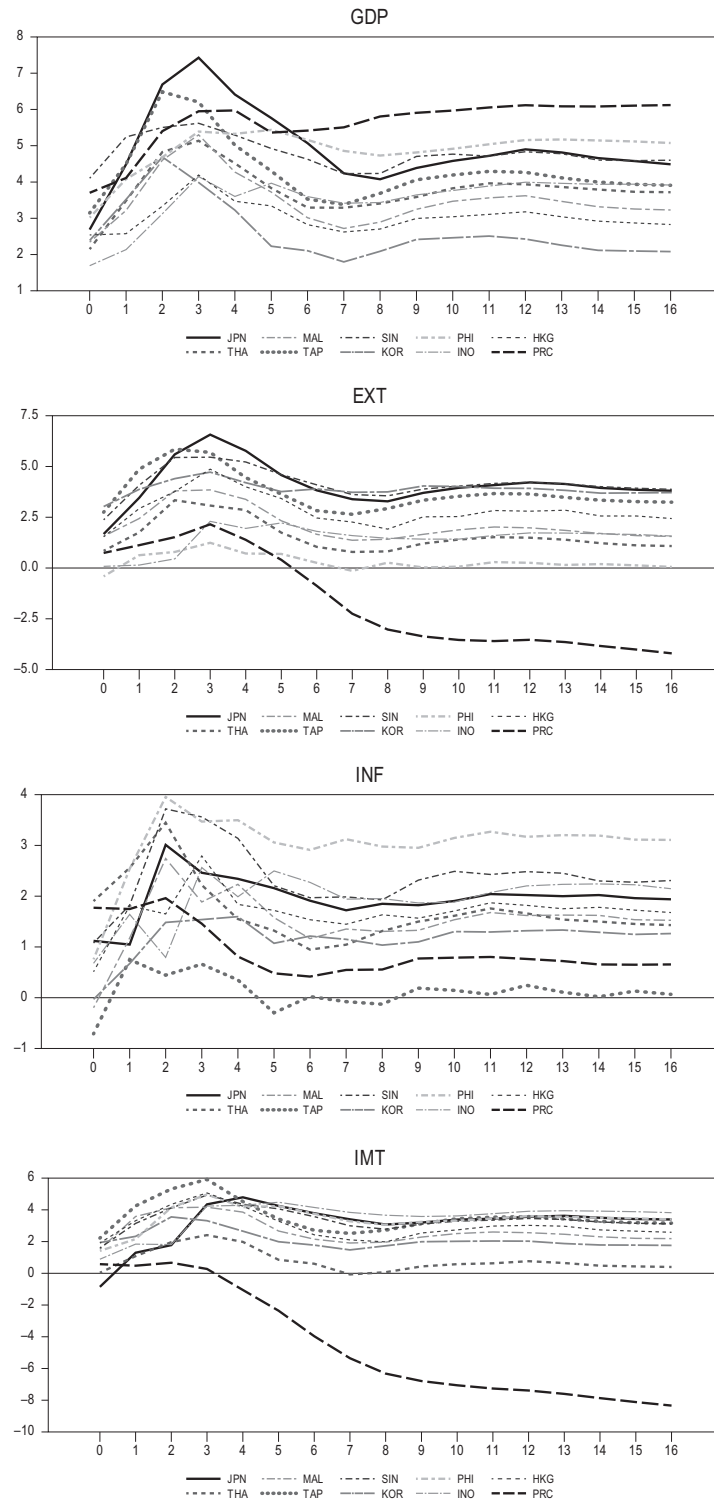 GDP
8
7
6
5
4
3
2
1
0 1 2 3 4 5 6 7 8 9 10 11 12 13 14 15 16
JPN MAL SIN PHI HKG
THA TAP KOR INO PRC
EXT
7.5
5.0
2.5
0.0
−2.5
−5.0
0 1 2 3 4 5 6 7 8 9 10 11 12 13 14 15 16
JPN MAL SIN PHI HKG
THA TAP KOR INO PRC
INF
4
3
2
1
0
−1
0 1 2 3 4 5 6 7 8 9 10 11 12 13 14 15 16
JPN MAL SIN PHI HKG
THA TAP KOR INO PRC
IMT
6
4
2
0
−2
−4
−6
−8
−10
0 1 2 3 4 5 6 7 8 9 10 11 12 13 14 15 16
JPN MAL SIN PHI HKG
THA TAP KOR INO PRC